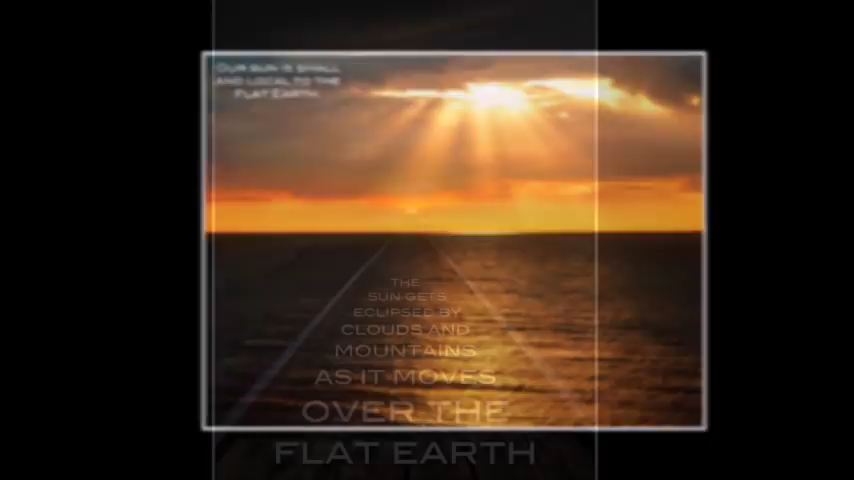 OUR SUN IS SMALL
AND LOCAL TO THE
FLAT EARTH.
THE
SUN GETS
ECLIPSED BY
CLOUDS AND
MOUNTAINS
AS IT MOVES
OVER THE
FLAT EARTH